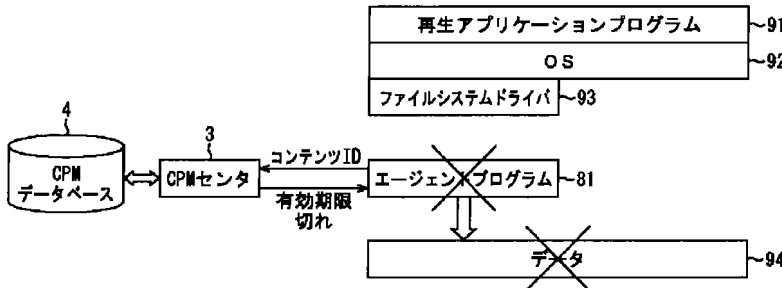 再生アプリケーションプログラム
91
OS
92
ファイルシステムドライバ
93
4
CPM
データベース
3
CPMセンタ
コンテンツID
有効期限
切れ
エージェントプログラム
81
データ
94